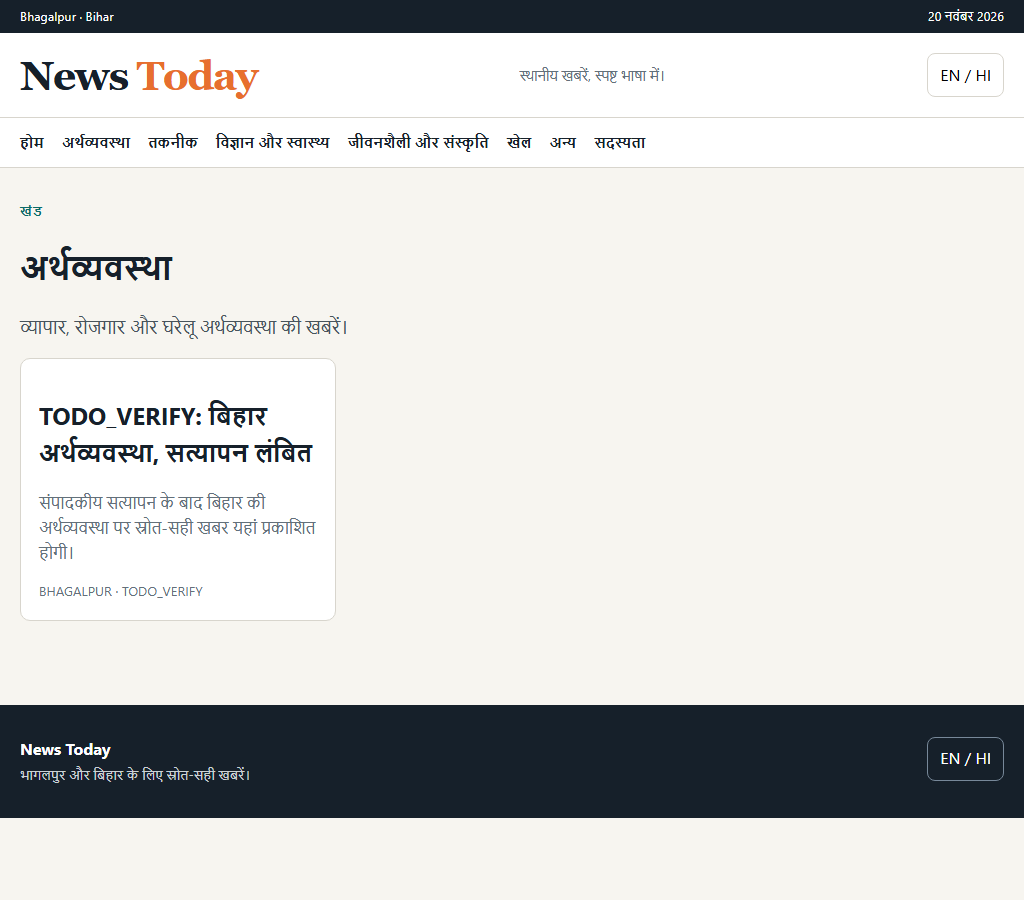 Bhagalpur · Bihar
20 नवंबर 2026
News Today
स्थानीय खबरें, स्पष्ट भाषा में।
EN / HI
होम अर्थव्यवस्था तकनीक विज्ञान और स्वास्थ्य जीवनशैली और संस्कृति खेल अन्य सदस्यता
खंड
अर्थव्यवस्था
व्यापार, रोजगार और घरेलू अर्थव्यवस्था की खबरें।
TODO_VERIFY: बिहार
अर्थव्यवस्था, सत्यापन लंबित
संपादकीय सत्यापन के बाद बिहार की
अर्थव्यवस्था पर स्रोत-सही खबर यहां प्रकाशित
होगी।
BHAGALPUR · TODO_VERIFY
News Today
भागलपुर और बिहार के लिए स्रोत-सही खबरें।
EN / HI